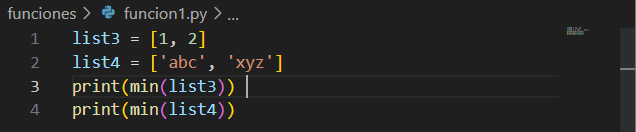 funciones > funcion1.py > ...
1 list3 = [1, 2]
2 list4 = ['abc', 'xyz']
3 print(min(list3))
4 print(min(list4))